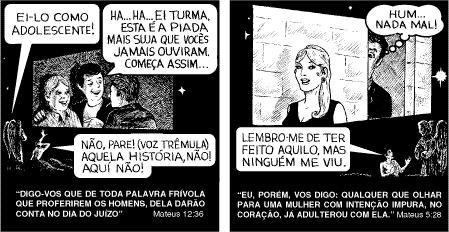 EI-LO COMO
ADOLESCENTE!
HA...HA...EI TURMA,
ESTA É A PIADA
MAIS SUJA QUE VOCÊS
JAMAIS OUVIRAM.
COMEÇA ASSIM...
NÃO, PARE! (VOZ TRÊMULA)
AQUELA HISTÓRIA, NÃO!
AQUI NÃO!
"DIGO-VOS QUE DE TODA PALAVRA FRÍVOLA
QUE PROFERIREM OS HOMENS, DELA DARÃO
CONTA NO DIA DO JUÍZO" Mateus 12:36
HUM...
NADA MAL!
LEMBRO-ME DE TER
FEITO AQUILO, MAS
NINGUÉM ME VIU.
"EU, PORÉM, VOS DIGO: QUALQUER QUE OLHAR
PARA UMA MULHER COM INTENÇÃO IMPURA, NO
CORAÇÃO, JÁ ADULTEROU COM ELA." Mateus 5:28